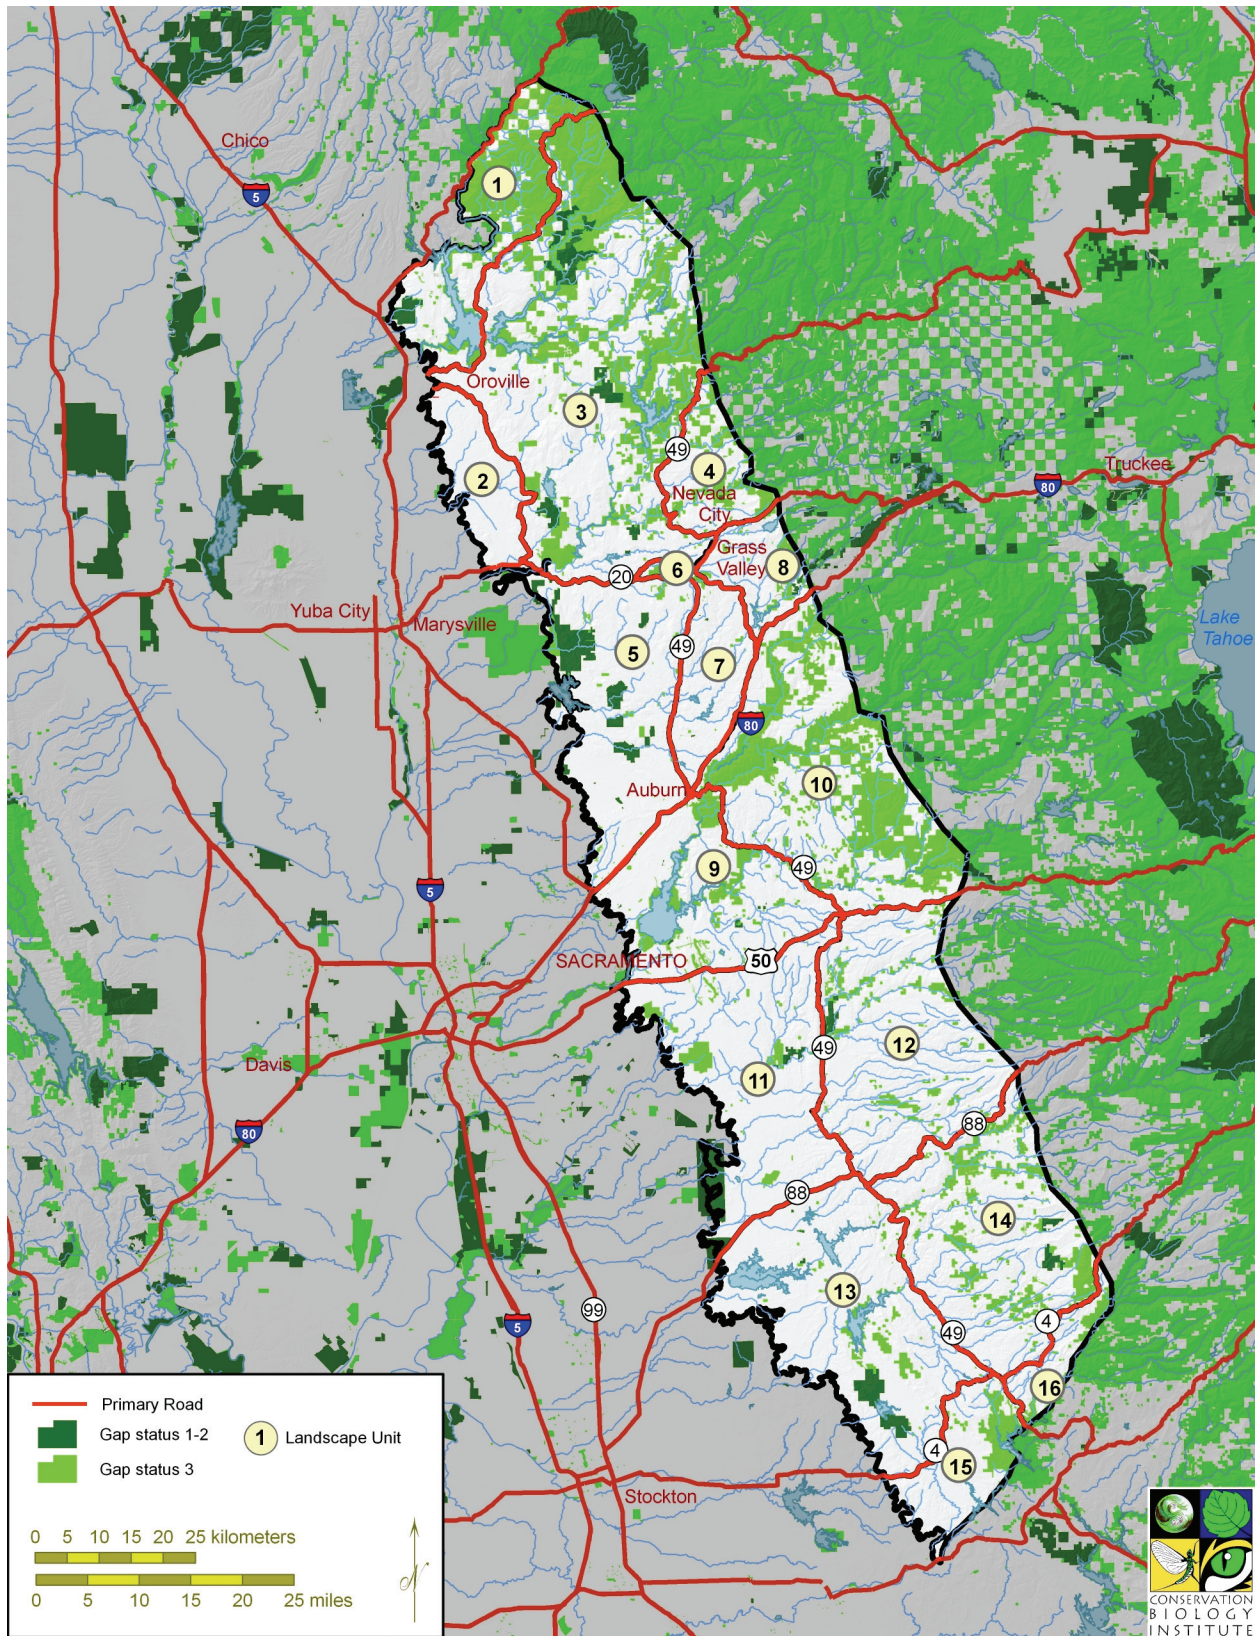 Chico
5
1
Oroville
3
49
4
2
Nevada
City
Truckee
80
Grass
Valley
8
6
20
Yuba City
Marysville
Lake
Tahoe
5
49
7
80
10
Auburn
9
49
5
SACRAMENTO
50
12
49
Davis
11
88
80
88
14
13
99
5
49
4
16
4
15
Stockton
Primary Road
Gap status 1-2
1
Landscape Unit
Gap status 3
0 5 10 15 20 25 kilometers
0 5 10 15 20 25 miles
N
CONSERVATION
BIOLOGY
INSTITUTE